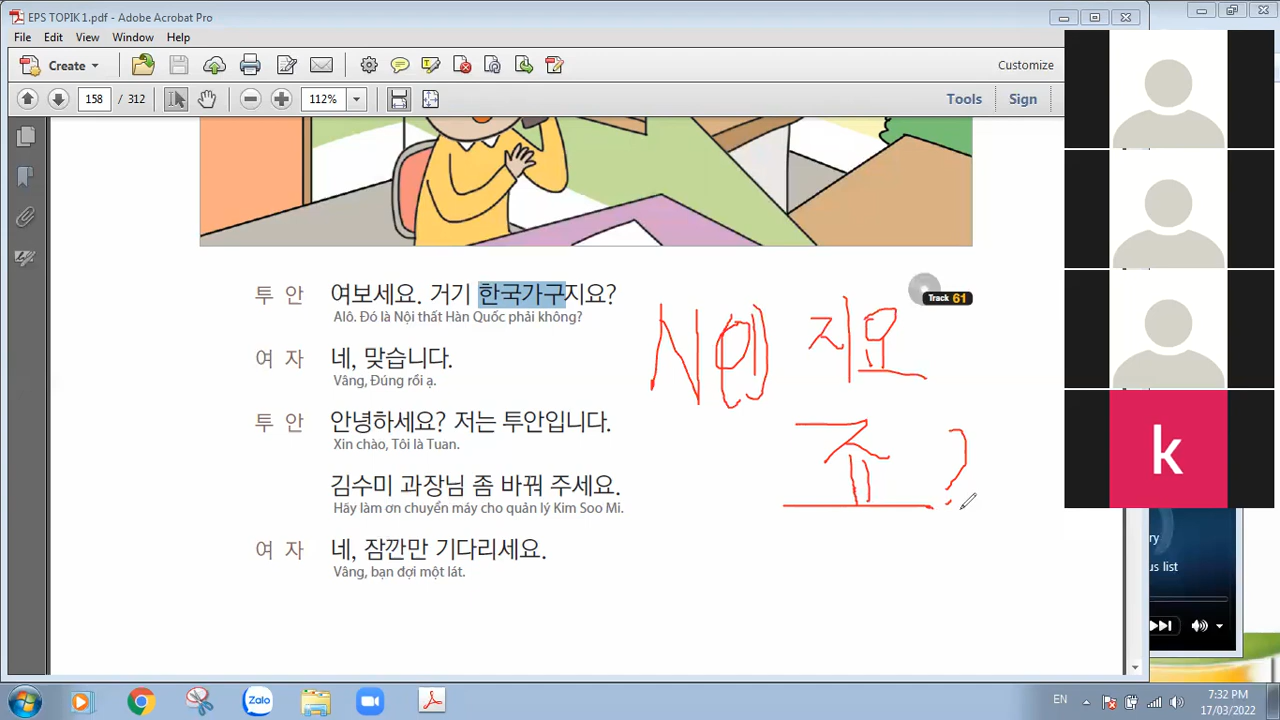 EPS TOPIK 1.pdf - Adobe Acrobat Pro
File Edit View Window Help
Create Customize
158 / 312 112% Tools Sign
투 안 여보세요. 거기 한국가구지요?
Alô. Đó là Nội thất Hàn Quốc phải không?
Track 61
여 자 네, 맞습니다.
Vâng, Đúng rồi ạ.
투 안 안녕하세요? 저는 투안입니다.
Xin chào, Tôi là Tuan.
김수미 과장님 좀 바꿔 주세요.
Hãy làm ơn chuyển máy cho quản lý Kim Soo Mi.
여 자 네, 잠깐만 기다리세요.
Vâng, bạn đợi một lát.
N(이) 지요
죠?
k
ry
us list
Zalo
EN
7:32 PM
17/03/2022